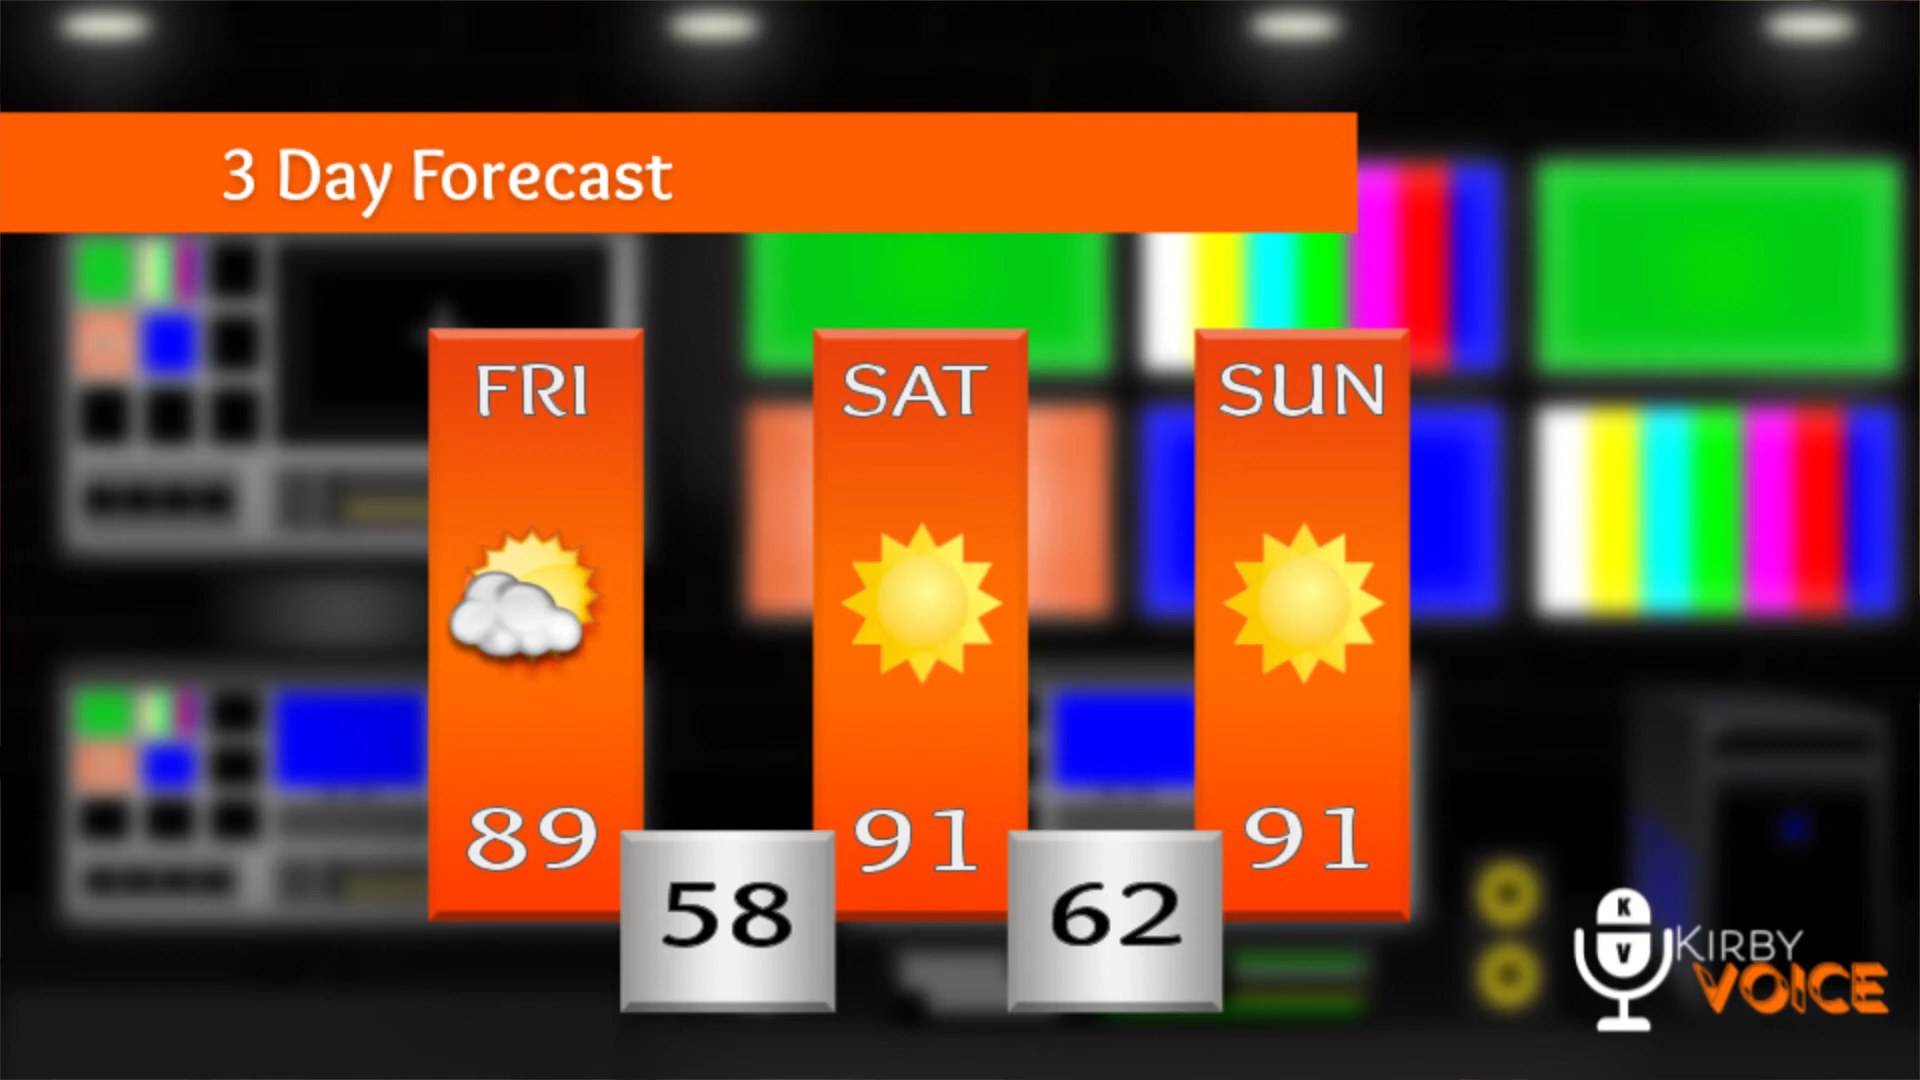 3 Day Forecast
FRI
SAT
SUN
89
91
91
58
62
K
V
KIRBY
VOICE